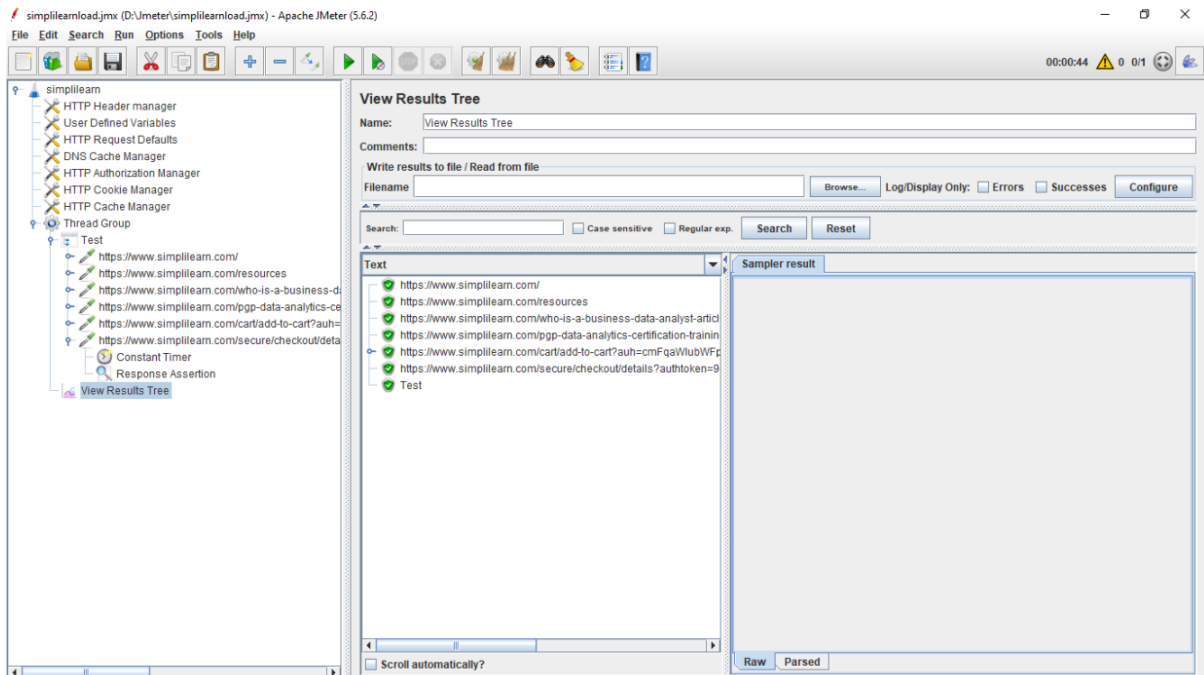 simplilearnload.jmx (D:\Jmeter\simplilearnload.jmx) - Apache JMeter (5.6.2)
File Edit Search Run Options Tools Help
00:00:44 0 0/1
simplilearn
HTTP Header manager
User Defined Variables
HTTP Request Defaults
DNS Cache Manager
HTTP Authorization Manager
HTTP Cookie Manager
HTTP Cache Manager
Thread Group
Test
https://www.simplilearn.com/
https://www.simplilearn.com/resources
https://www.simplilearn.com/who-is-a-business-da
https://www.simplilearn.com/pgp-data-analytics-ce
https://www.simplilearn.com/cart/add-to-cart?auh=
https://www.simplilearn.com/secure/checkout/deta
Constant Timer
Response Assertion
View Results Tree
View Results Tree
Name: View Results Tree
Comments:
Write results to file / Read from file
Filename Browse... Log/Display Only: Errors Successes Configure
Search: Case sensitive Regular exp. Search Reset
Text
https://www.simplilearn.com/
https://www.simplilearn.com/resources
https://www.simplilearn.com/who-is-a-business-data-analyst-articl
https://www.simplilearn.com/pgp-data-analytics-certification-trainin
https://www.simplilearn.com/cart/add-to-cart?auh=cmFqaWlubWFp
https://www.simplilearn.com/secure/checkout/details?authtoken=9
Test
Scroll automatically?
Sampler result
Raw Parsed